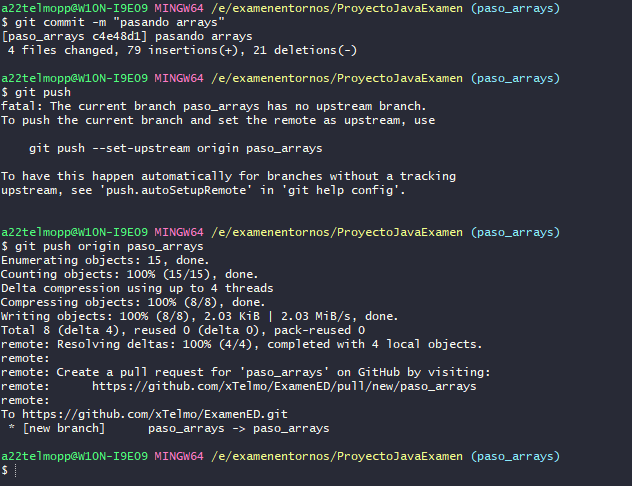 a22telmopp@W10N-I9E09 MINGW64 /e/examenentornos/ProyectoJavaExamen (paso_arrays)
$ git commit -m "pasando arrays"
[paso_arrays c4e48d1] pasando arrays
 4 files changed, 79 insertions(+), 21 deletions(-)

a22telmopp@W10N-I9E09 MINGW64 /e/examenentornos/ProyectoJavaExamen (paso_arrays)
$ git push
fatal: The current branch paso_arrays has no upstream branch.
To push the current branch and set the remote as upstream, use

    git push --set-upstream origin paso_arrays

To have this happen automatically for branches without a tracking
upstream, see 'push.autoSetupRemote' in 'git help config'.


a22telmopp@W10N-I9E09 MINGW64 /e/examenentornos/ProyectoJavaExamen (paso_arrays)
$ git push origin paso_arrays
Enumerating objects: 15, done.
Counting objects: 100% (15/15), done.
Delta compression using up to 4 threads
Compressing objects: 100% (8/8), done.
Writing objects: 100% (8/8), 2.03 KiB | 2.03 MiB/s, done.
Total 8 (delta 4), reused 0 (delta 0), pack-reused 0
remote: Resolving deltas: 100% (4/4), completed with 4 local objects.
remote:
remote: Create a pull request for 'paso_arrays' on GitHub by visiting:
remote:      https://github.com/xTelmo/ExamenED/pull/new/paso_arrays
remote:
To https://github.com/xTelmo/ExamenED.git
 * [new branch]      paso_arrays -> paso_arrays

a22telmopp@W10N-I9E09 MINGW64 /e/examenentornos/ProyectoJavaExamen (paso_arrays)
$